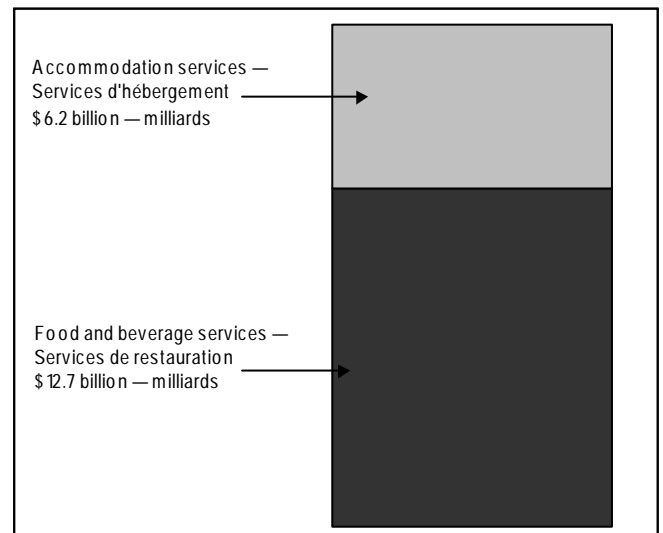 Accommodation services —
Services d'hébergement
$6.2 billion — milliards
Food and beverage services —
Services de restauration
$12.7 billion — milliards